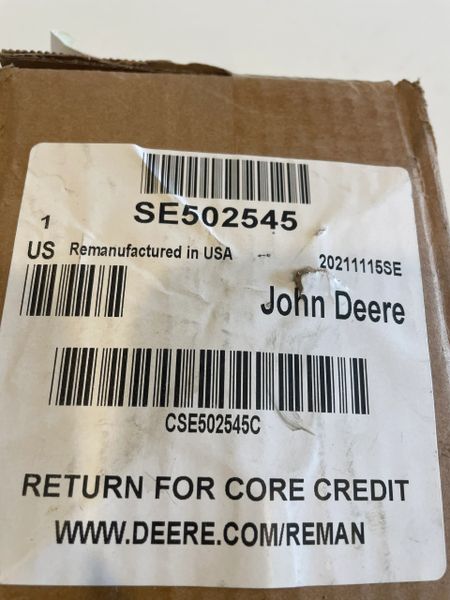 SE502545
1
US Remanufactured in USA
20211115SE
John Deere
CSE502545C
RETURN FOR CORE CREDIT
WWW.DEERE.COM/REMAN